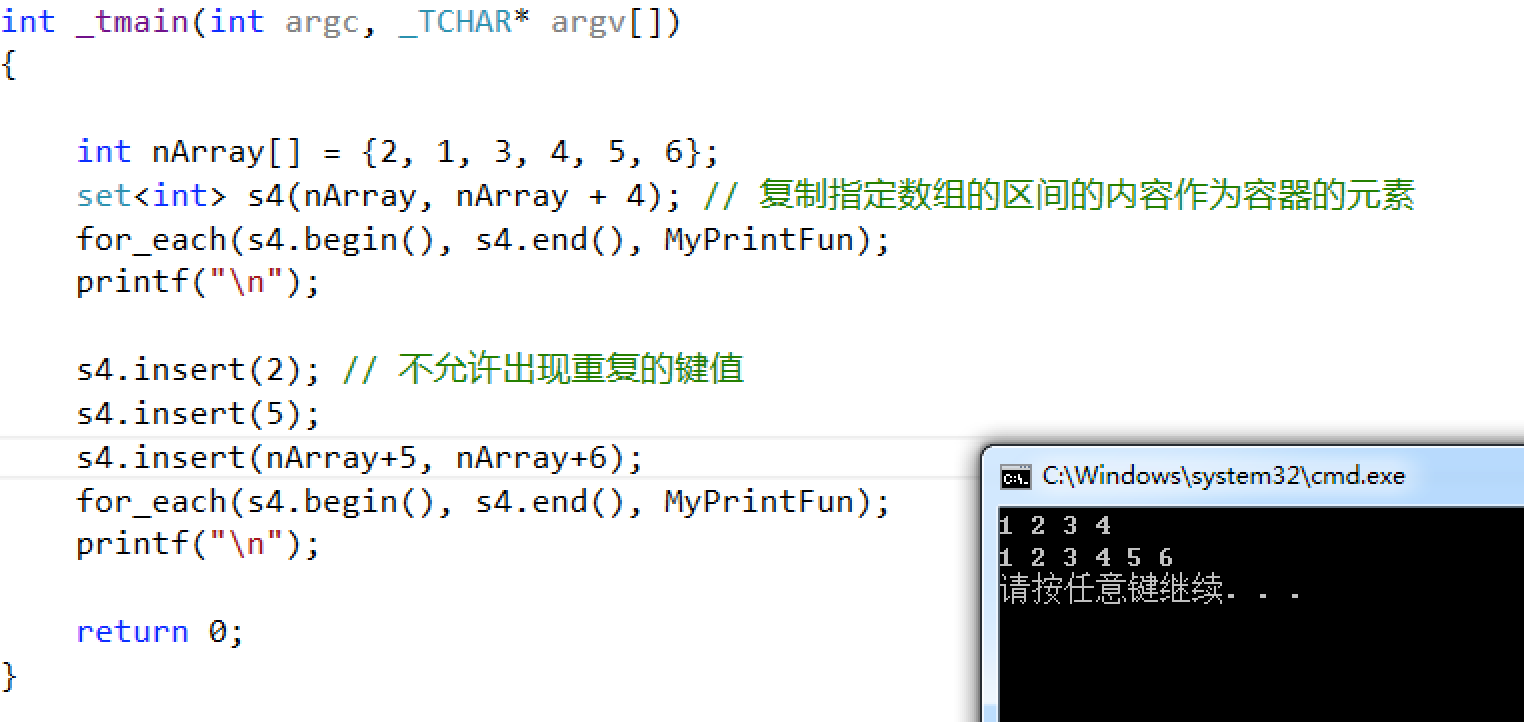 int _tmain(int argc, _TCHAR* argv[])
{
int nArray[] = {2, 1, 3, 4, 5, 6};
set<int> s4(nArray, nArray + 4); // 复制指定数组的区间的内容作为容器的元素
for_each(s4.begin(), s4.end(), MyPrintFun);
printf("\n");
s4.insert(2); // 不允许出现重复的键值
s4.insert(5);
s4.insert(nArray+5, nArray+6);
for_each(s4.begin(), s4.end(), MyPrintFun);
printf("\n");
return 0;
}
C:\Windows\system32\cmd.exe
1 2 3 4
1 2 3 4 5 6
请按任意键继续. . .